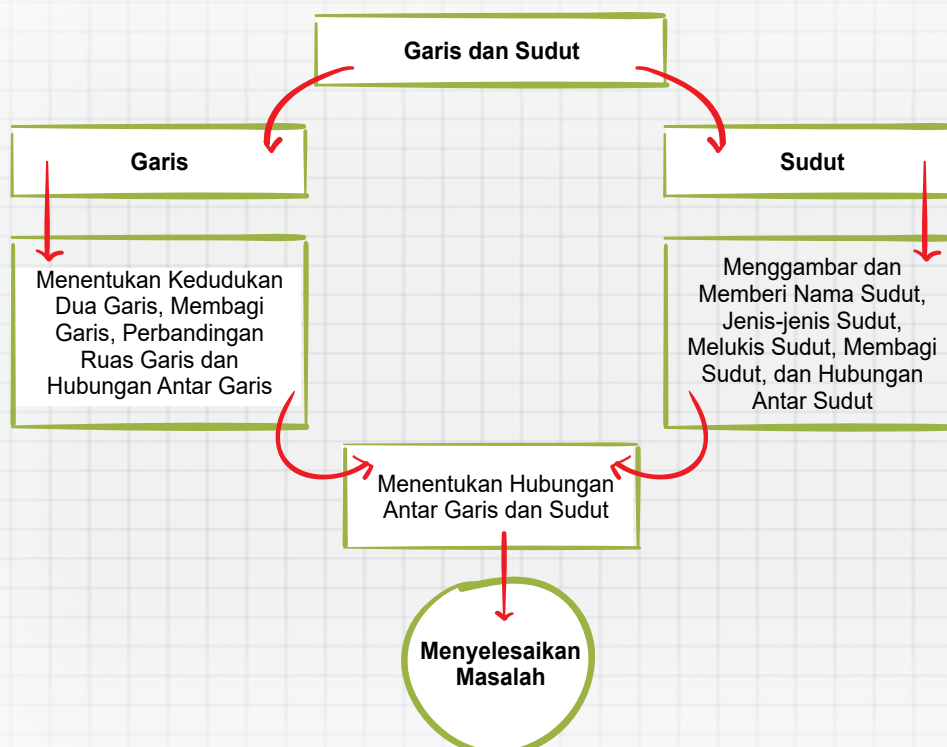 Garis dan Sudut
Garis
Sudut
Menentukan Kedudukan
Dua Garis, Membagi
Garis, Perbandingan
Ruas Garis dan
Hubungan Antar Garis
Menggambar dan
Memberi Nama Sudut,
Jenis-jenis Sudut,
Melukis Sudut, Membagi
Sudut, dan Hubungan
Antar Sudut
Menentukan Hubungan
Antar Garis dan Sudut
Menyelesaikan
Masalah